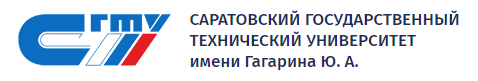 СГТУ
САРАТОВСКИЙ ГОСУДАРСТВЕННЫЙ
ТЕХНИЧЕСКИЙ УНИВЕРСИТЕТ
имени Гагарина Ю. А.